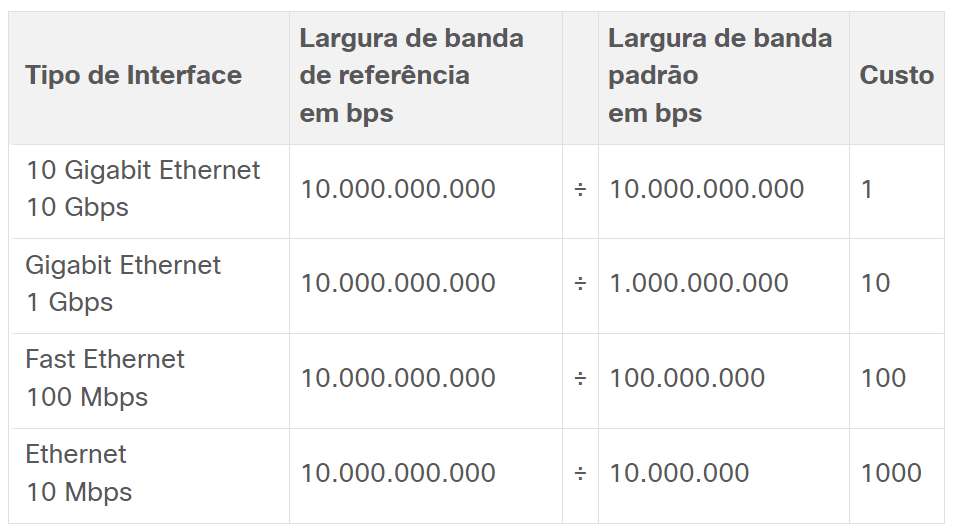 Tipo de Interface
Largura de banda
de referência
em bps
Largura de banda
padrão
em bps
Custo
10 Gigabit Ethernet
10 Gbps
10.000.000.000
÷
10.000.000.000
1
Gigabit Ethernet
1 Gbps
10.000.000.000
÷
1.000.000.000
10
Fast Ethernet
100 Mbps
10.000.000.000
÷
100.000.000
100
Ethernet
10 Mbps
10.000.000.000
÷
10.000.000
1000